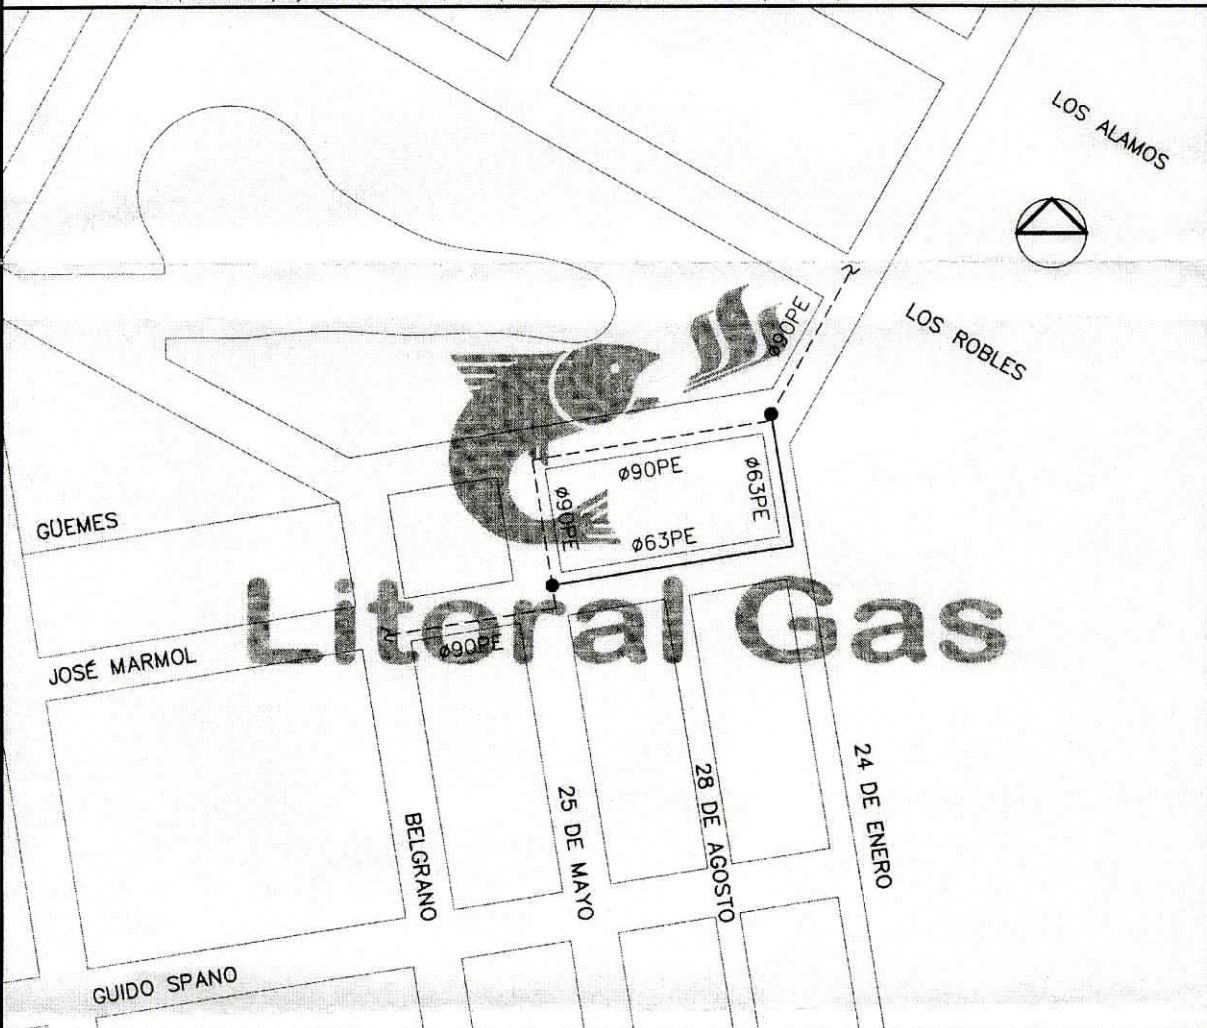 LOS ALAMOS
LOS ROBLES
ø90PE
ø90PE
ø63PE
ø90PE
ø63PE
GÜEMES
Litoral Gas
JOSÉ MARMOL
ø90PE
24 DE ENERO
28 DE AGOSTO
25 DE MAYO
BELGRANO
GUIDO SPANO